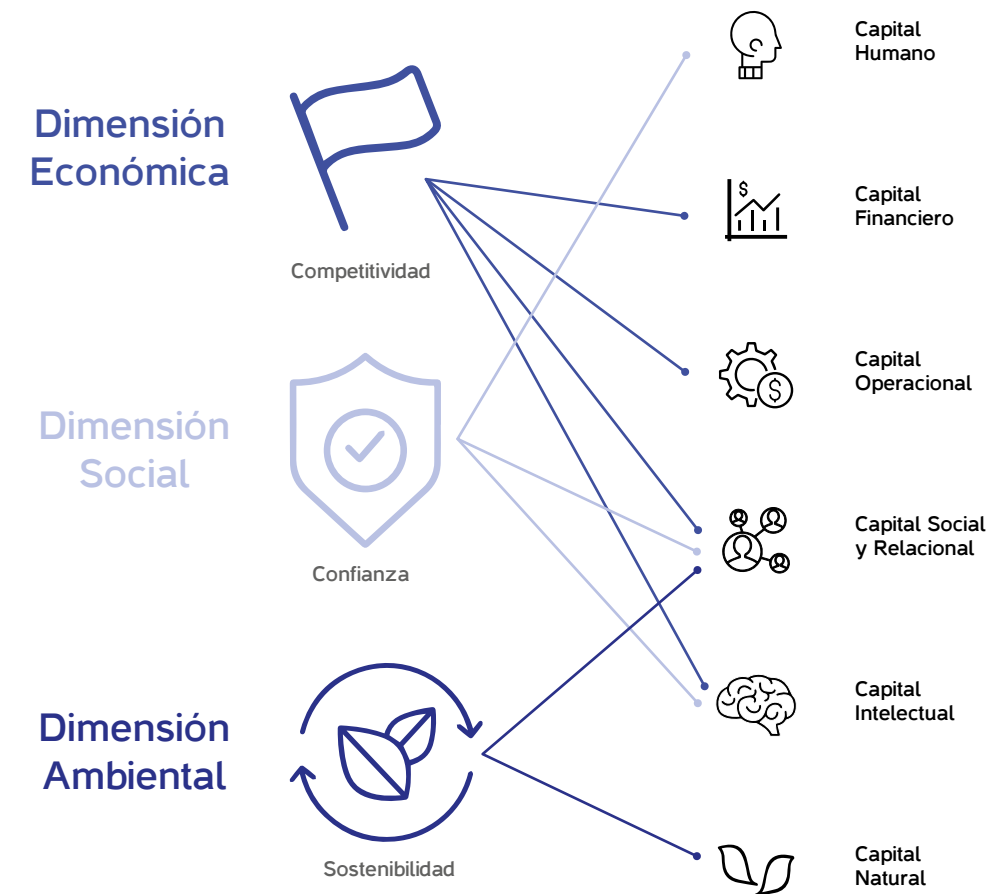 Dimensión
Económica
Competitividad
Dimensión
Social
Confianza
Dimensión
Ambiental
Sostenibilidad
Capital
Humano
$
Capital
Financiero
$
Capital
Operacional
Capital Social
y Relacional
Capital
Intelectual
Capital
Natural